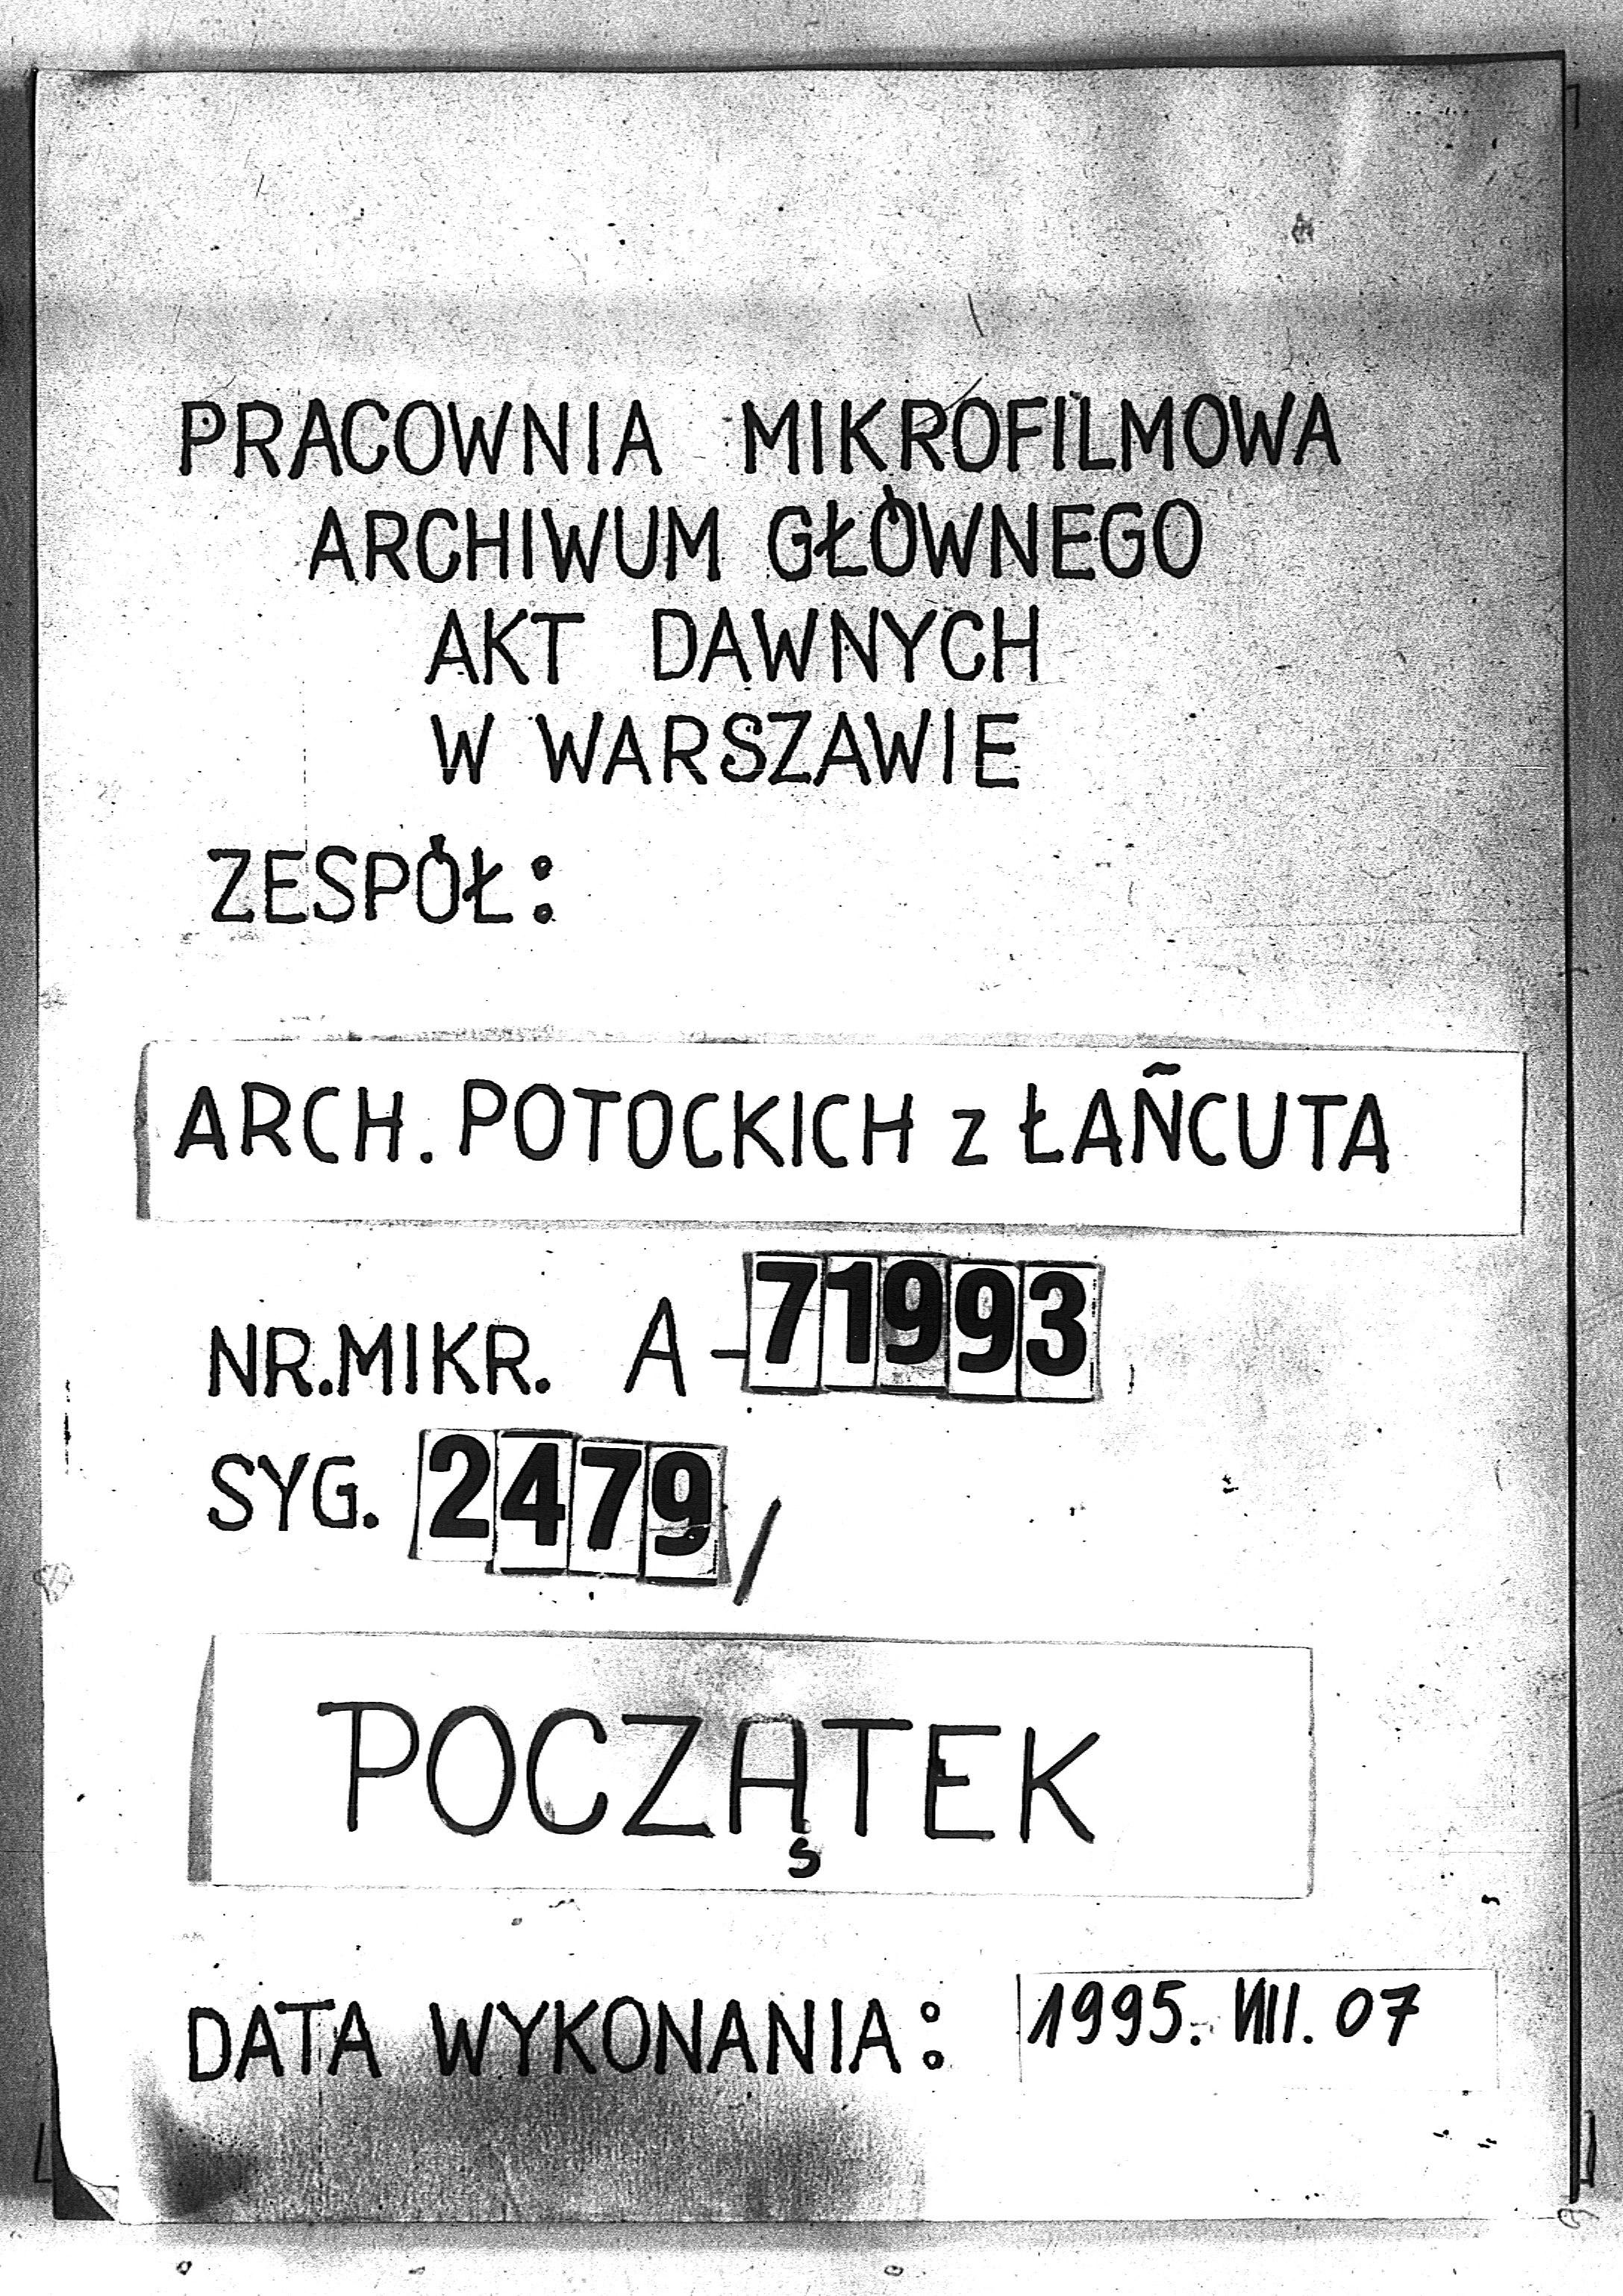 PRACOWNIA MIKROFILMOWA
ARCHIWUM GŁÓWNEGO
AKT DAWNYCH
W WARSZAWIE
ZESPÓŁ:
ARCH. POTOCKICH z ŁAŃCUTA
NR.MIKR. A-71993
SYG. 2479/
POCZĄTEK
DATA WYKONANIA: 1995. VIII. 07